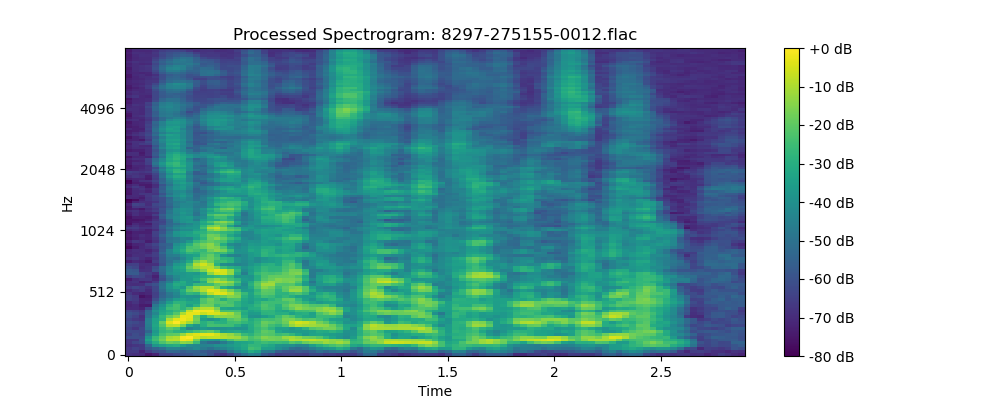 Processed Spectrogram: 8297-275155-0012.flac
Hz
4096
2048
1024
512
0
0
0.5
1
1.5
2
2.5
Time
+0 dB
-10 dB
-20 dB
-30 dB
-40 dB
-50 dB
-60 dB
-70 dB
-80 dB